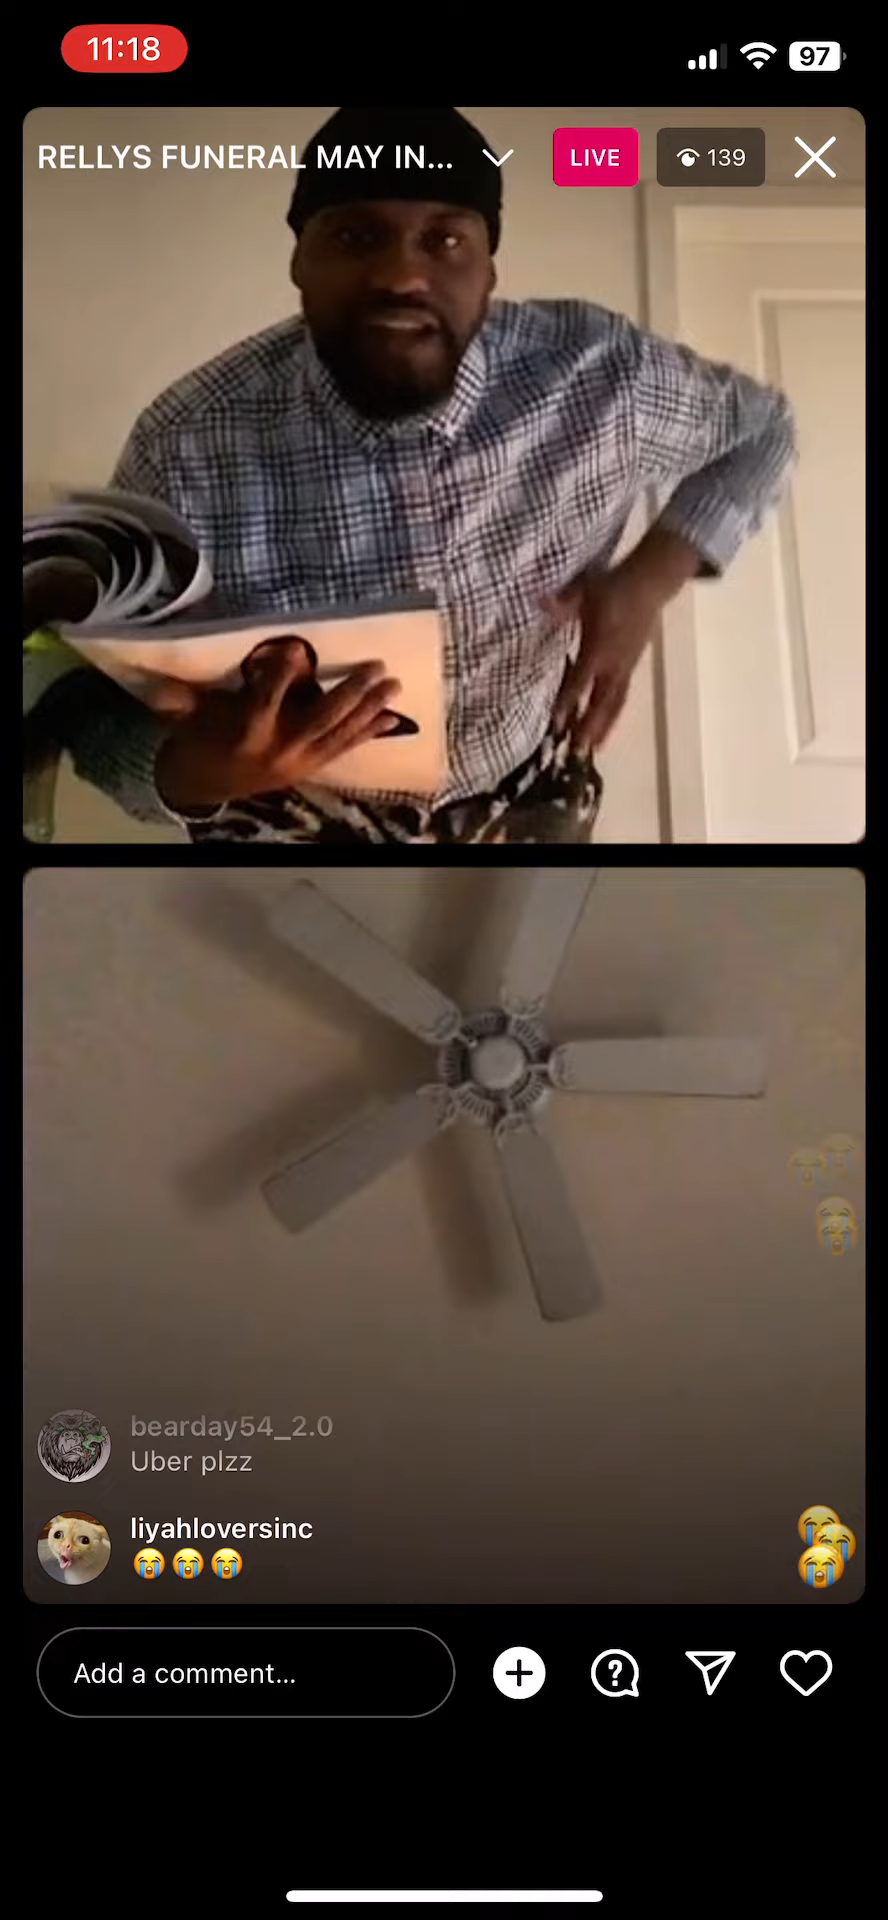 11:18
97
RELLYS FUNERAL MAY IN...
LIVE
139
bearday54_2.0
Uber plzz
liyahloversinc
😭😭😭
Add a comment...